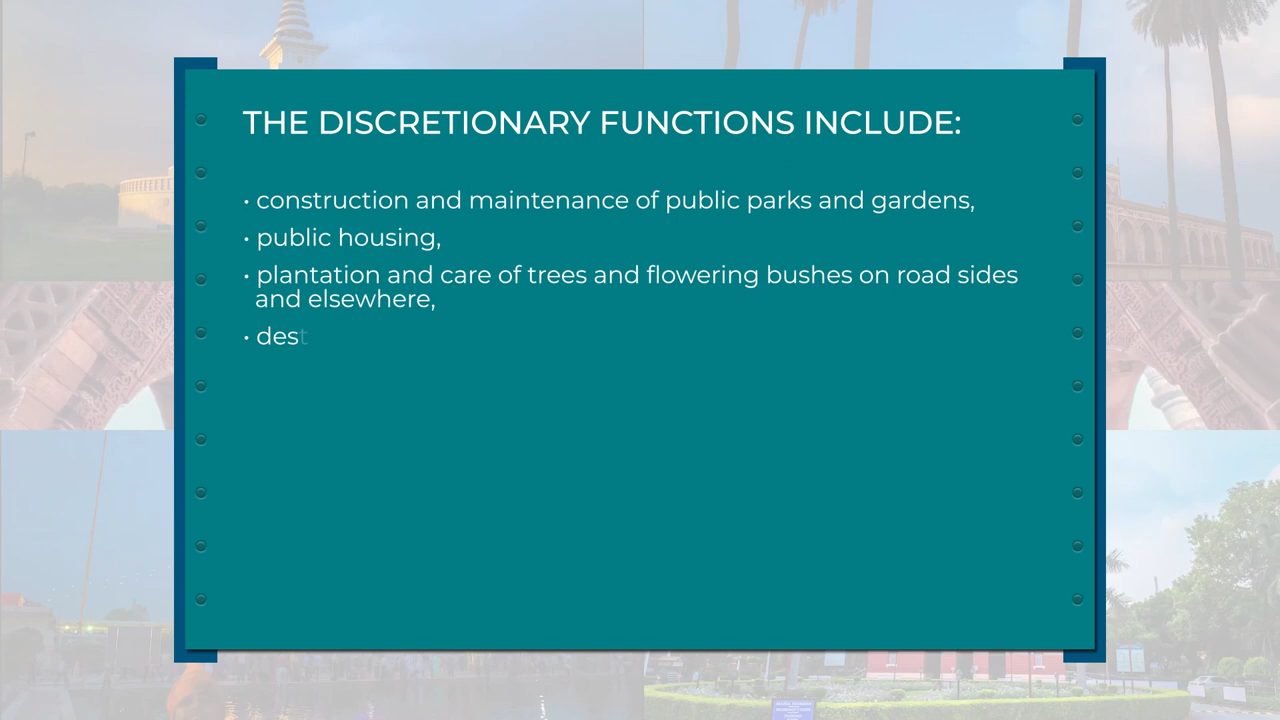 THE DISCRETIONARY FUNCTIONS INCLUDE:
• construction and maintenance of public parks and gardens,
• public housing,
• plantation and care of trees and flowering bushes on road sides
and elsewhere,
• dest